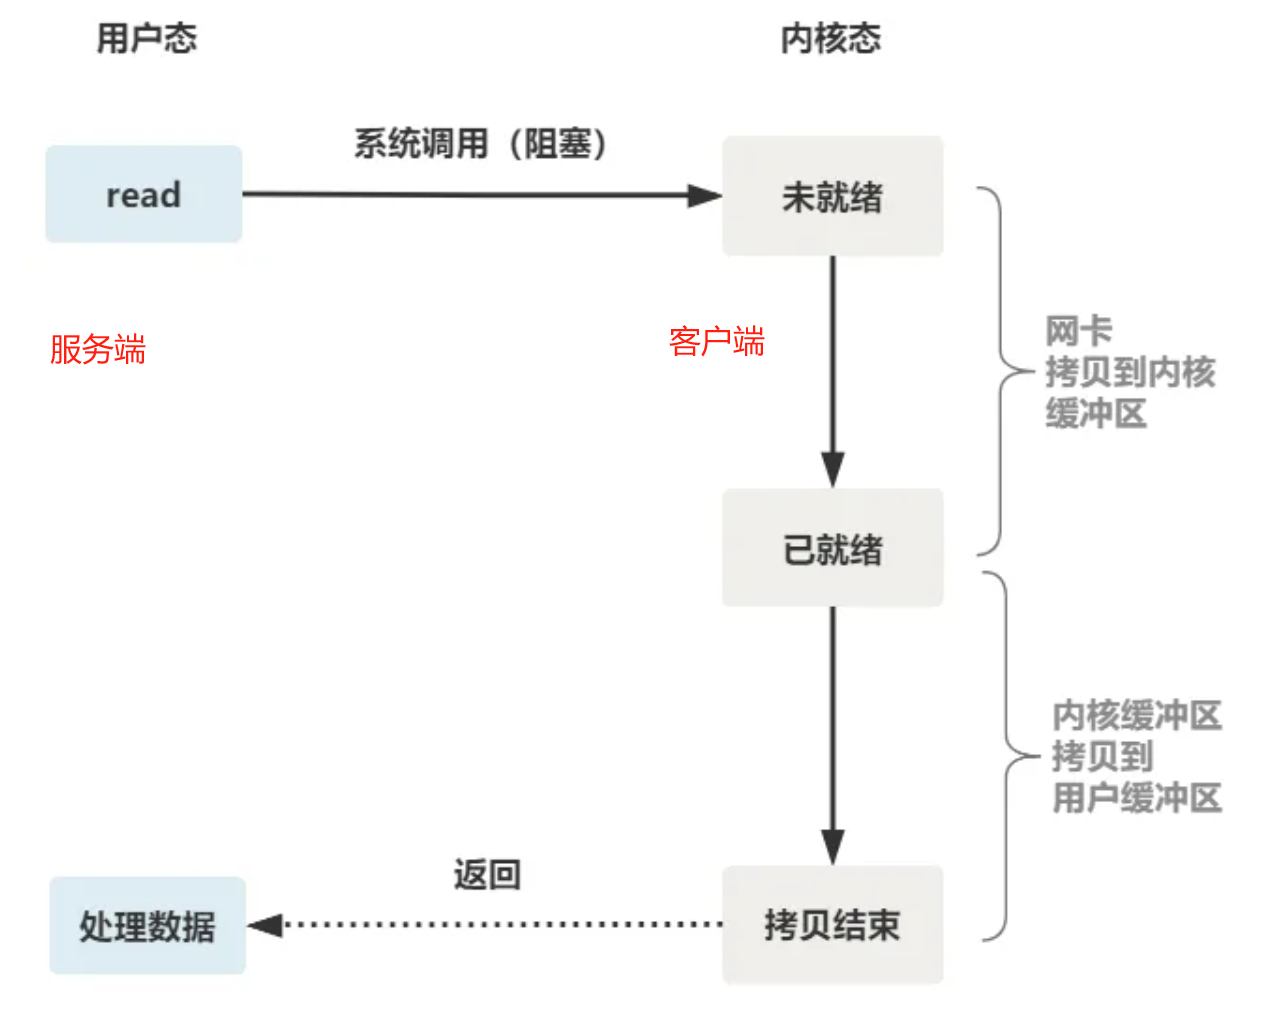 用户态
内核态
系统调用（阻塞）
read
未就绪
服务端
客户端
网卡
拷贝到内核
缓冲区
已就绪
内核缓冲区
拷贝到
用户缓冲区
返回
处理数据
拷贝结束